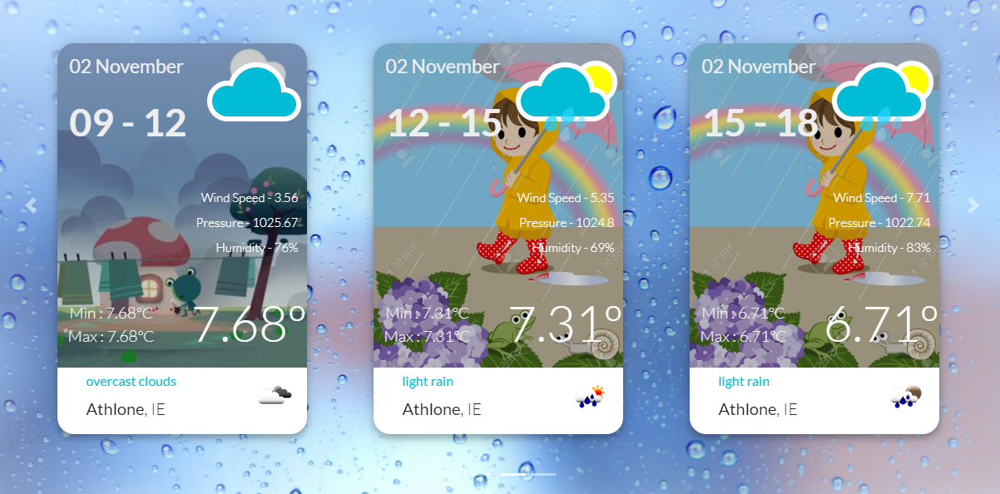 02 November
09 - 12
Wind Speed - 3.56
Pressure - 1025.67
Humidity - 76%
Min : 7.68°C
Max : 7.68°C
7.68°
overcast clouds
Athlone, IE
02 November
12 - 15
Wind Speed - 5.35
Pressure - 1024.8
Humidity - 69%
Min : 7.31°C
Max : 7.31°C
7.31°
light rain
Athlone, IE
02 November
15 - 18
Wind Speed - 7.71
Pressure - 1022.74
Humidity - 83%
Min : 6.71°C
Max : 6.71°C
6.71°
light rain
Athlone, IE